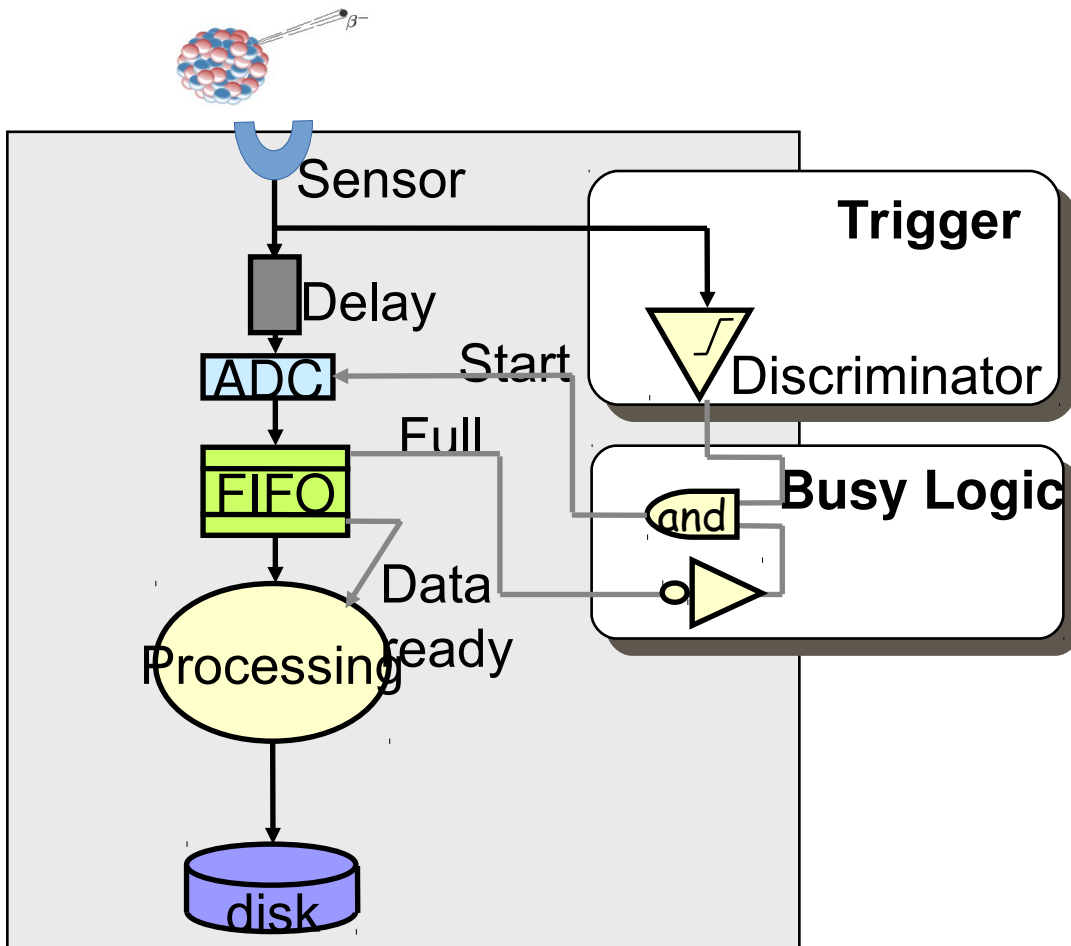 β⁻
Sensor
Trigger
Delay
Start
ADC
Discriminator
Full
FIFO
Busy Logic
and
Data
ready
Processing
disk